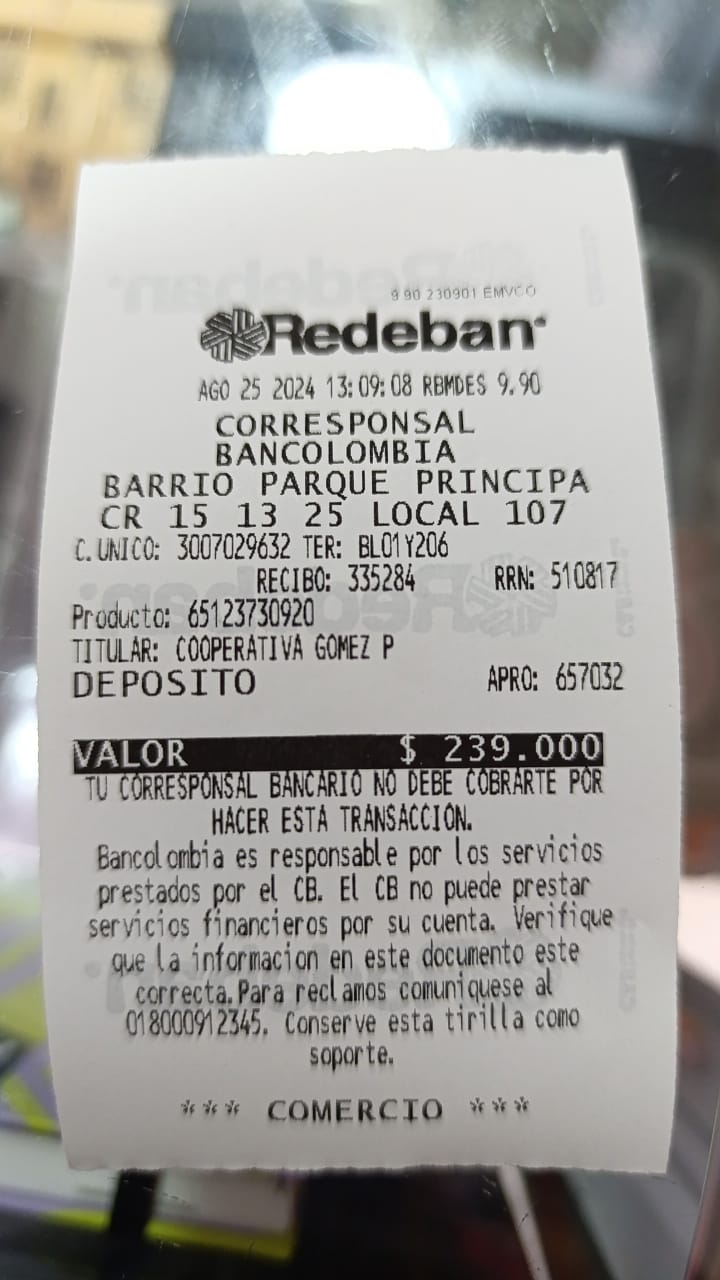 9.90 230901 EMVCO
Redeban
AGO 25 2024 13:09:08 RBMDES 9.90
CORRESPONSAL
BANCOLOMBIA
BARRIO PARQUE PRINCIPA
CR 15 13 25 LOCAL 107
C.UNICO: 3007029632 TER: BL01Y206
RECIBO: 335284 RRN: 510817
Producto: 65123730920
TITULAR: COOPERATIVA GOMEZ P
DEPOSITO APRO: 657032
VALOR $ 239.000
TU CORRESPONSAL BANCARIO NO DEBE COBRARTE POR
HACER ESTA TRANSACCION.
Bancolombia es responsable por los servicios
prestados por el CB. El CB no puede prestar
servicios financieros por su cuenta. Verifique
que la informacion en este documento este
correcta.Para reclamos comuniquese al
018000912345. Conserve esta tirilla como
soporte.
*** COMERCIO ***